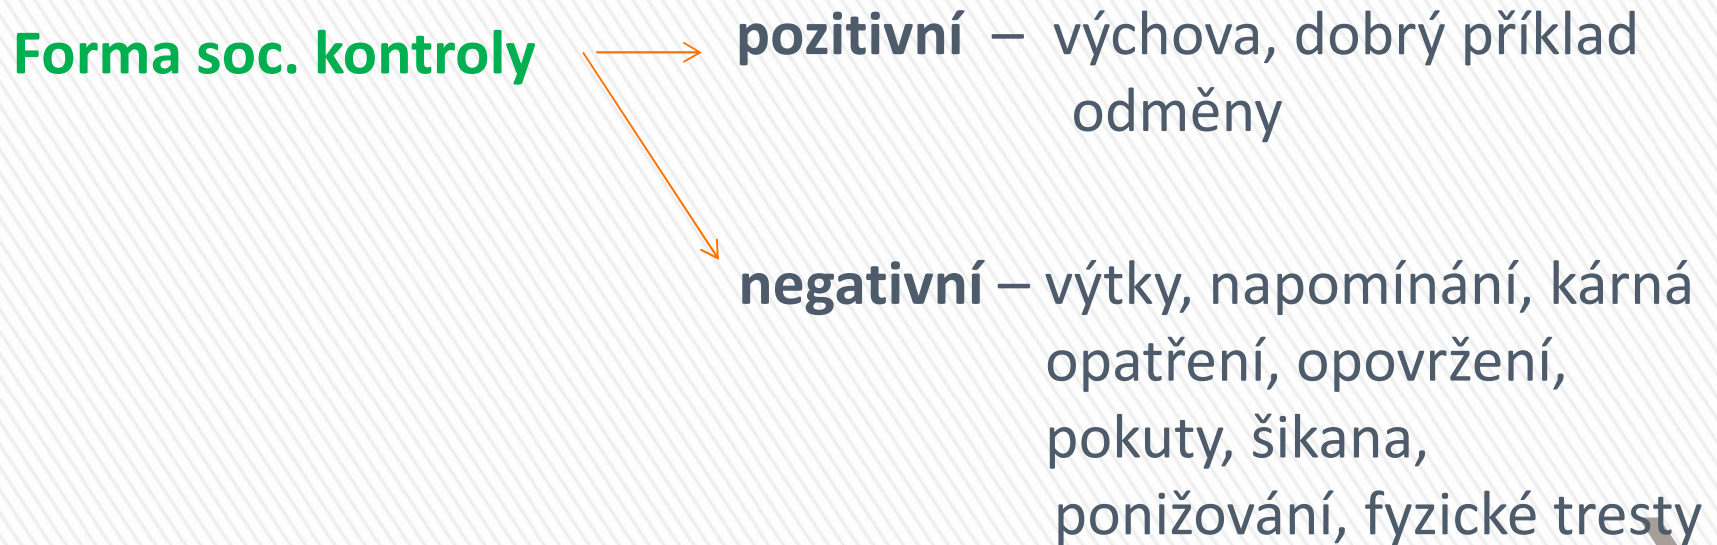 Forma soc. kontroly
pozitivní – výchova, dobrý příklad
odměny
negativní – výtky, napomínání, kárná
opatření, opovržení,
pokuty, šikana,
ponižování, fyzické tresty